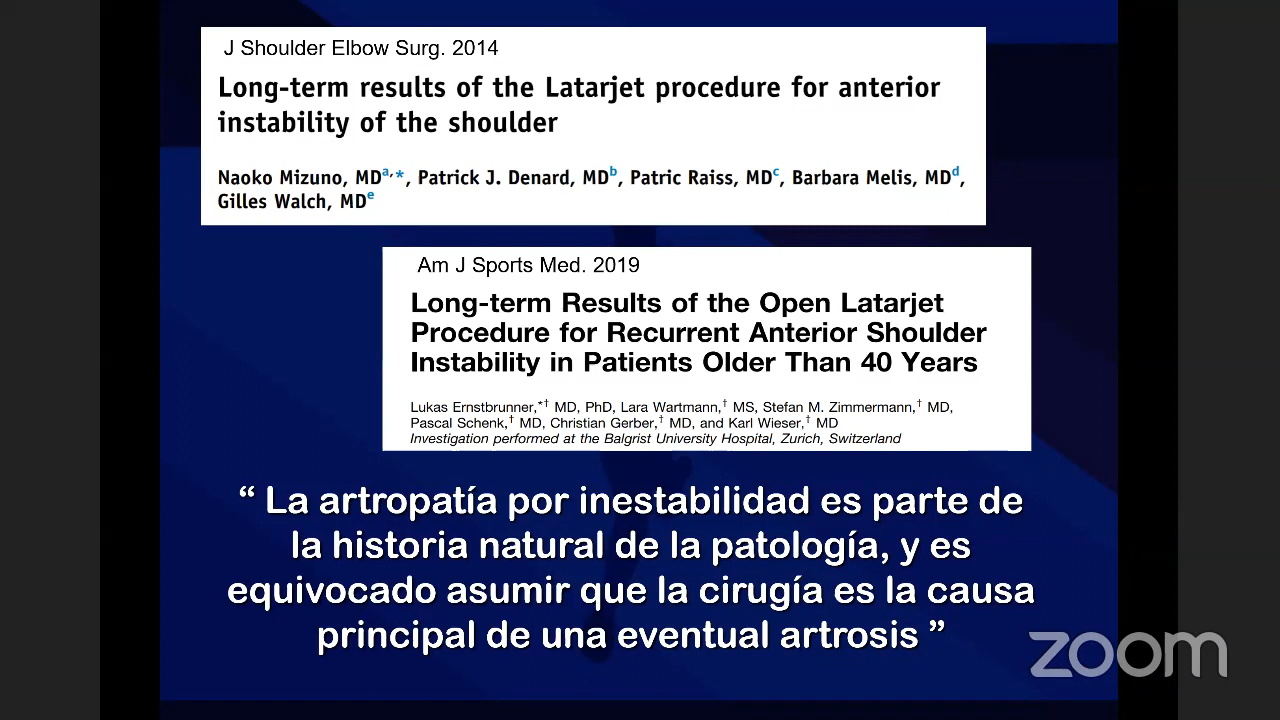 J Shoulder Elbow Surg. 2014
Long-term results of the Latarjet procedure for anterior
instability of the shoulder
Naoko Mizuno, MDa,*, Patrick J. Denard, MDb, Patric Raiss, MDc, Barbara Melis, MDd,
Gilles Walch, MDe
Am J Sports Med. 2019
Long-term Results of the Open Latarjet
Procedure for Recurrent Anterior Shoulder
Instability in Patients Older Than 40 Years
Lukas Ernstbrunner,*† MD, PhD, Lara Wartmann,† MS, Stefan M. Zimmermann,† MD,
Pascal Schenk,† MD, Christian Gerber,† MD, and Karl Wieser,† MD
Investigation performed at the Balgrist University Hospital, Zurich, Switzerland
“ La artropatía por inestabilidad es parte de
la historia natural de la patología, y es
equivocado asumir que la cirugía es la causa
principal de una eventual artrosis ”
zoom